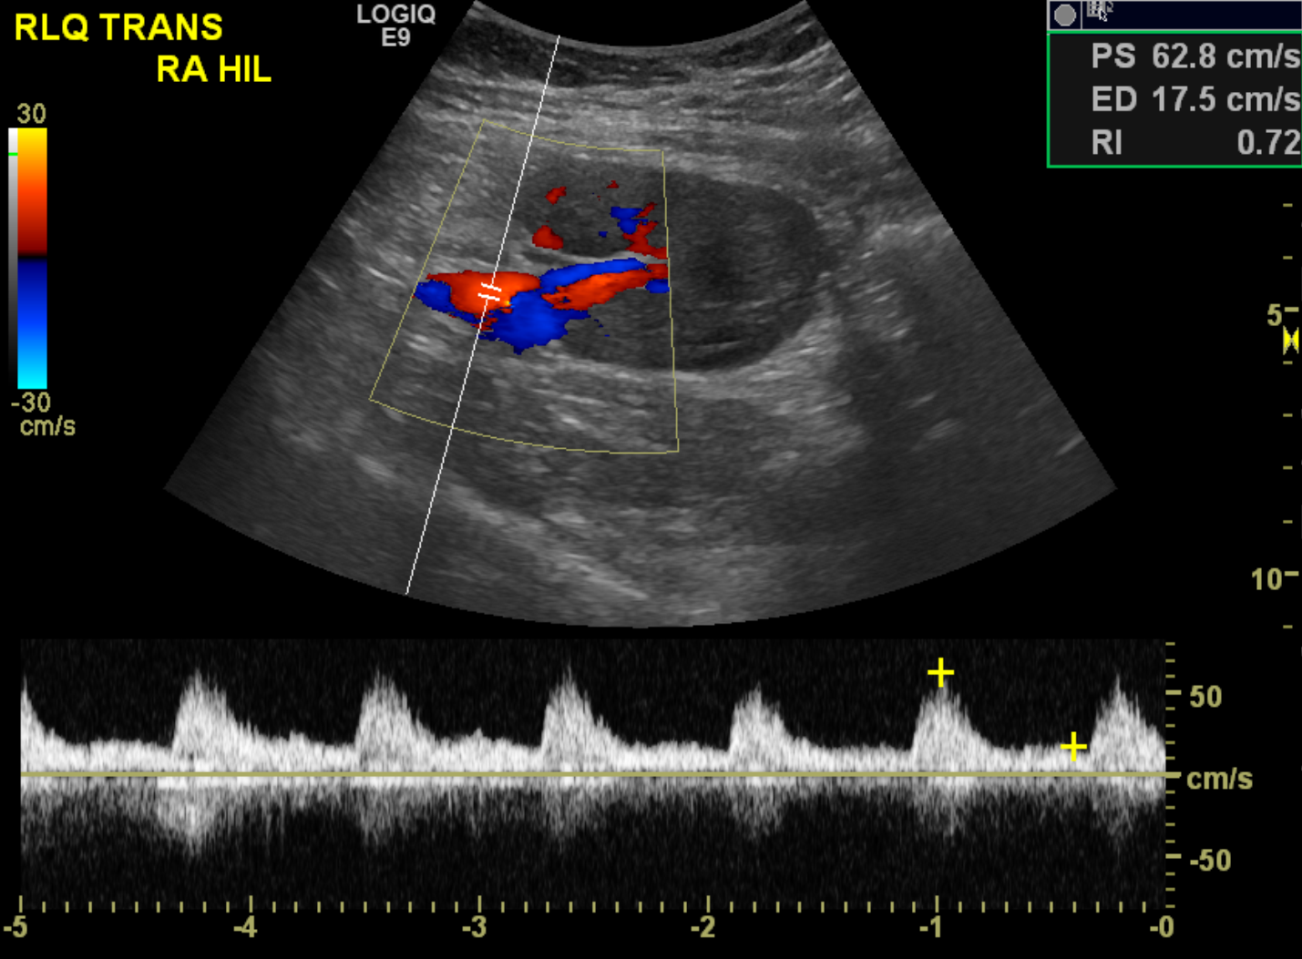 RLQ TRANS
RA HIL
LOGIQ
E9
PS 62.8 cm/s
ED 17.5 cm/s
RI 0.72
30
-30
cm/s
5
10
50
cm/s
-50
-5 -4 -3 -2 -1 -0